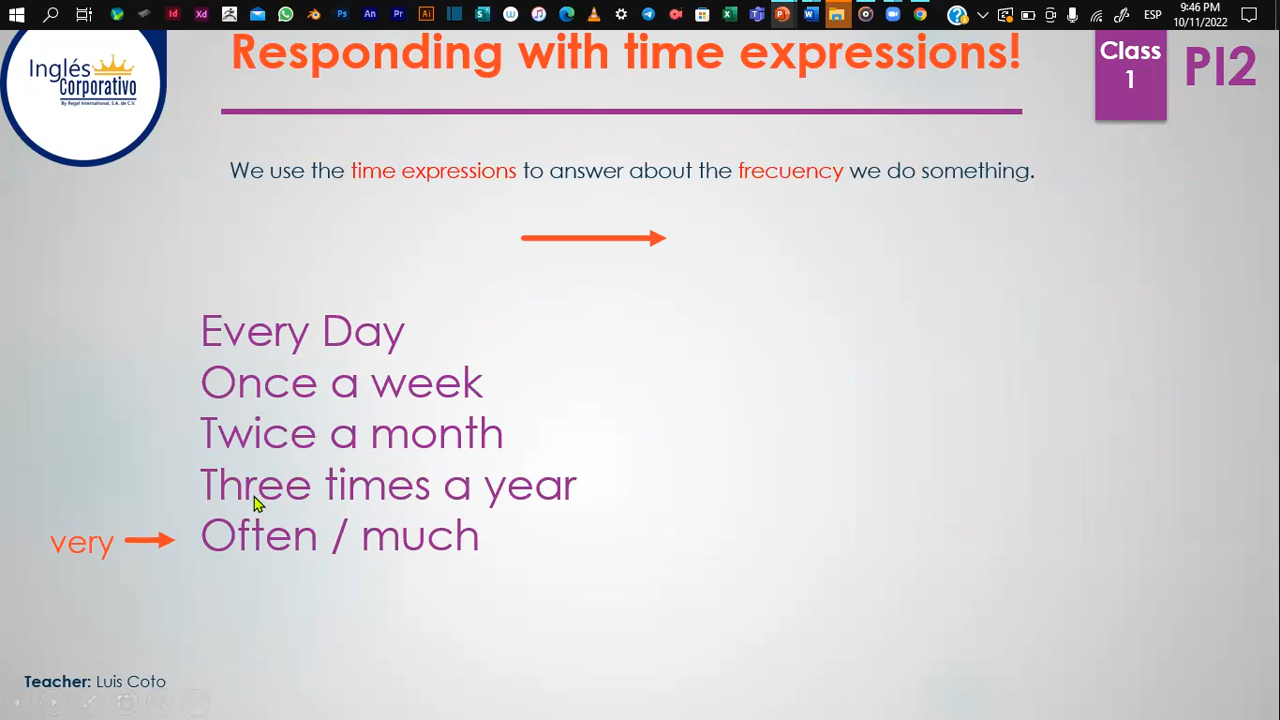 9:46 PM
ESP
10/11/2022
Responding with time expressions!
Class
1
PI2
Inglés
Corporativo
By Regal International, S.A. de C.V.
We use the time expressions to answer about the frecuency we do something.
Every Day
Once a week
Twice a month
Three times a year
very
Often / much
Teacher: Luis Coto